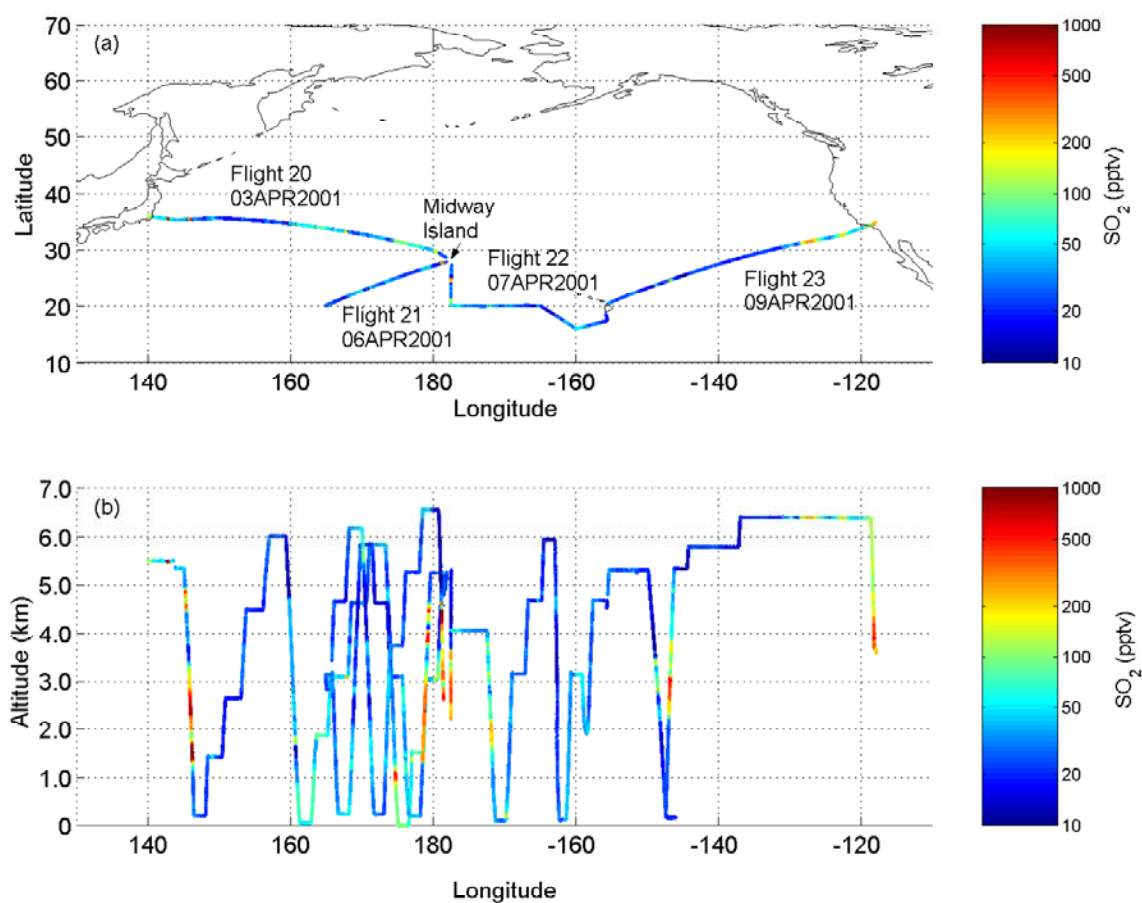 (a)
70
60
50
40
30
20
10
Latitude
Flight 20
03APR2001
Midway
Island
Flight 22
07APR2001
Flight 21
06APR2001
Flight 23
09APR2001
140
160
180
-160
-140
-120
Longitude
1000
500
200
100
50
20
10
SO2 (pptv)
(b)
7.0
6.0
5.0
4.0
3.0
2.0
1.0
0
Altitude (km)
140
160
180
-160
-140
-120
Longitude
1000
500
200
100
50
20
10
SO2 (pptv)